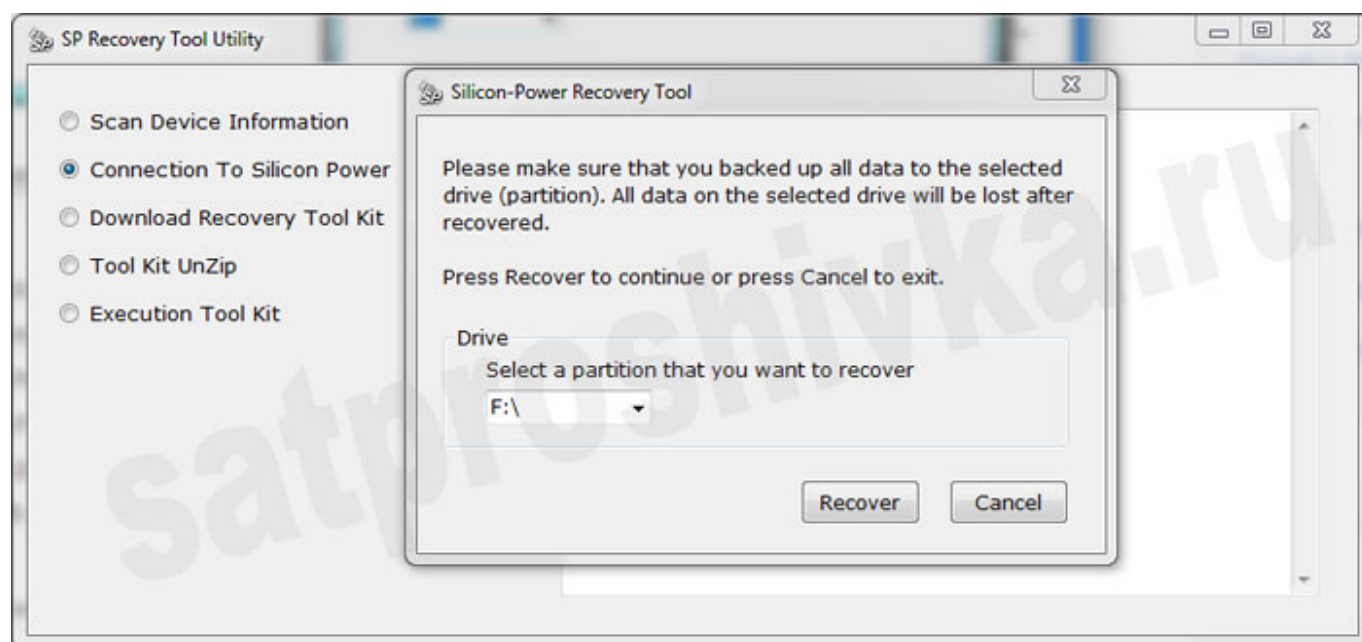 SP Recovery Tool Utility
Silicon-Power Recovery Tool
Scan Device Information
Connection To Silicon Power
Download Recovery Tool Kit
Tool Kit UnZip
Execution Tool Kit
Please make sure that you backed up all data to the selected
drive (partition). All data on the selected drive will be lost after
recovered.
Press Recover to continue or press Cancel to exit.
Drive
Select a partition that you want to recover
F:\
Recover
Cancel
satproshivka.ru